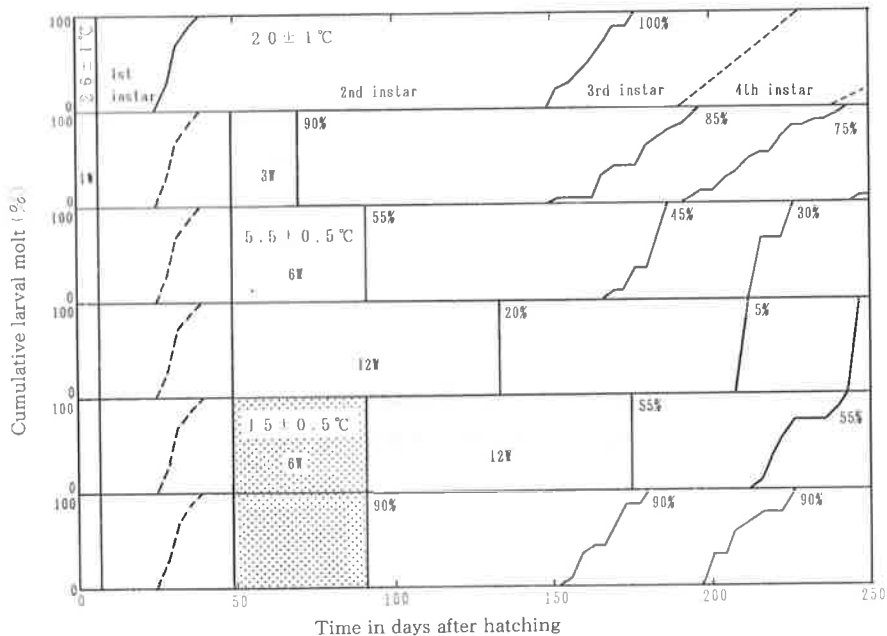 Cumulative larval molt (%)
100
0
26±1℃
1st
instar
20±1℃
2nd instar
100%
3rd instar
4th instar
100
0
1W
3W
90%
85%
75%
100
0
5.5±0.5℃
6W
55%
45%
30%
100
0
12W
20%
5%
100
0
15±0.5℃
6W
12W
55%
55%
100
0
90%
90%
90%
0
50
100
150
200
250
Time in days after hatching